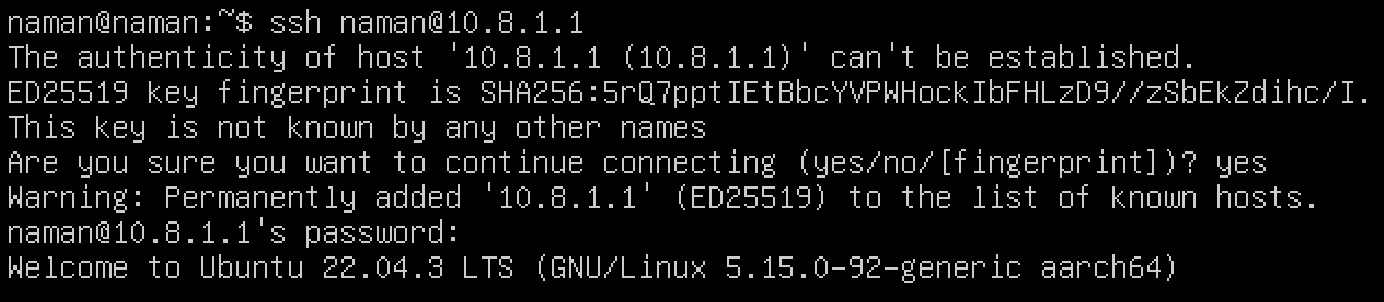 naman@naman:~$ ssh naman@10.8.1.1
The authenticity of host '10.8.1.1 (10.8.1.1)' can't be established.
ED25519 key fingerprint is SHA256:5rQ7pptIEtBbcYVPWHockIbFHLzD9//zSbEkZdihc/I.
This key is not known by any other names
Are you sure you want to continue connecting (yes/no/[fingerprint])? yes
Warning: Permanently added '10.8.1.1' (ED25519) to the list of known hosts.
naman@10.8.1.1's password:
Welcome to Ubuntu 22.04.3 LTS (GNU/Linux 5.15.0-92-generic aarch64)